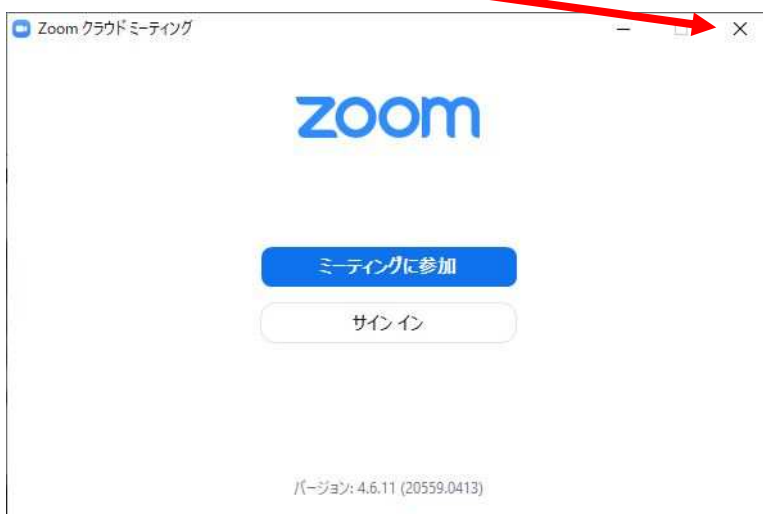 Zoom クラウド ミーティング
zoom
ミーティングに参加
サイン イン
バージョン: 4.6.11 (20559.0413)